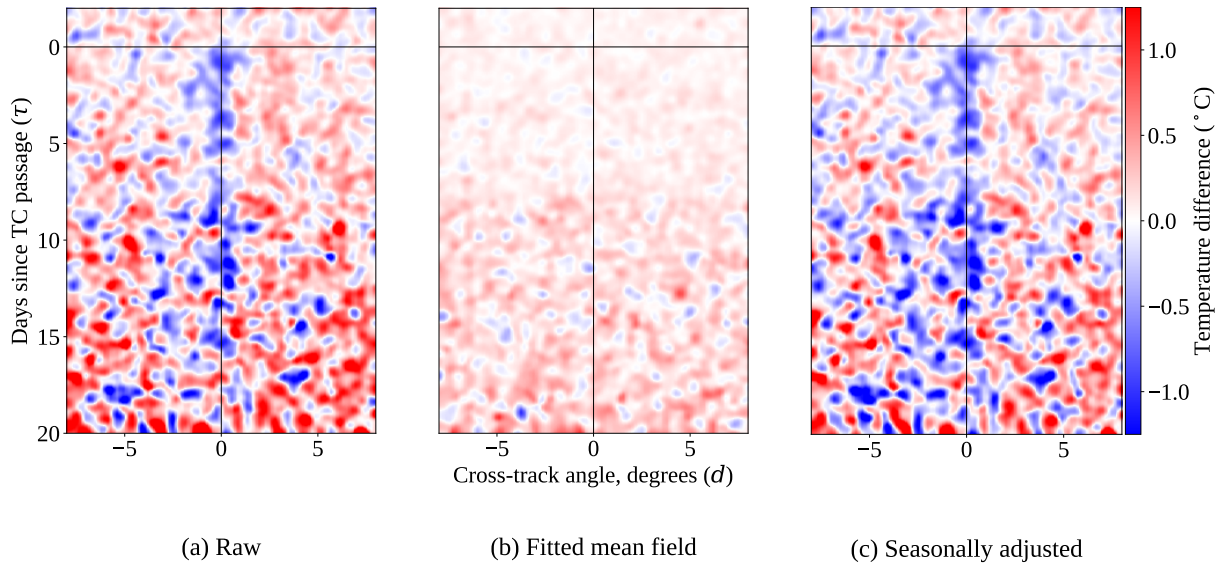 Days since TC passage (τ)
0
5
10
15
20
−5 0 5
−5 0 5
−5 0 5
Cross-track angle, degrees (d)
1.0
0.5
0.0
−0.5
−1.0
Temperature difference (°C)
(a) Raw
(b) Fitted mean field
(c) Seasonally adjusted